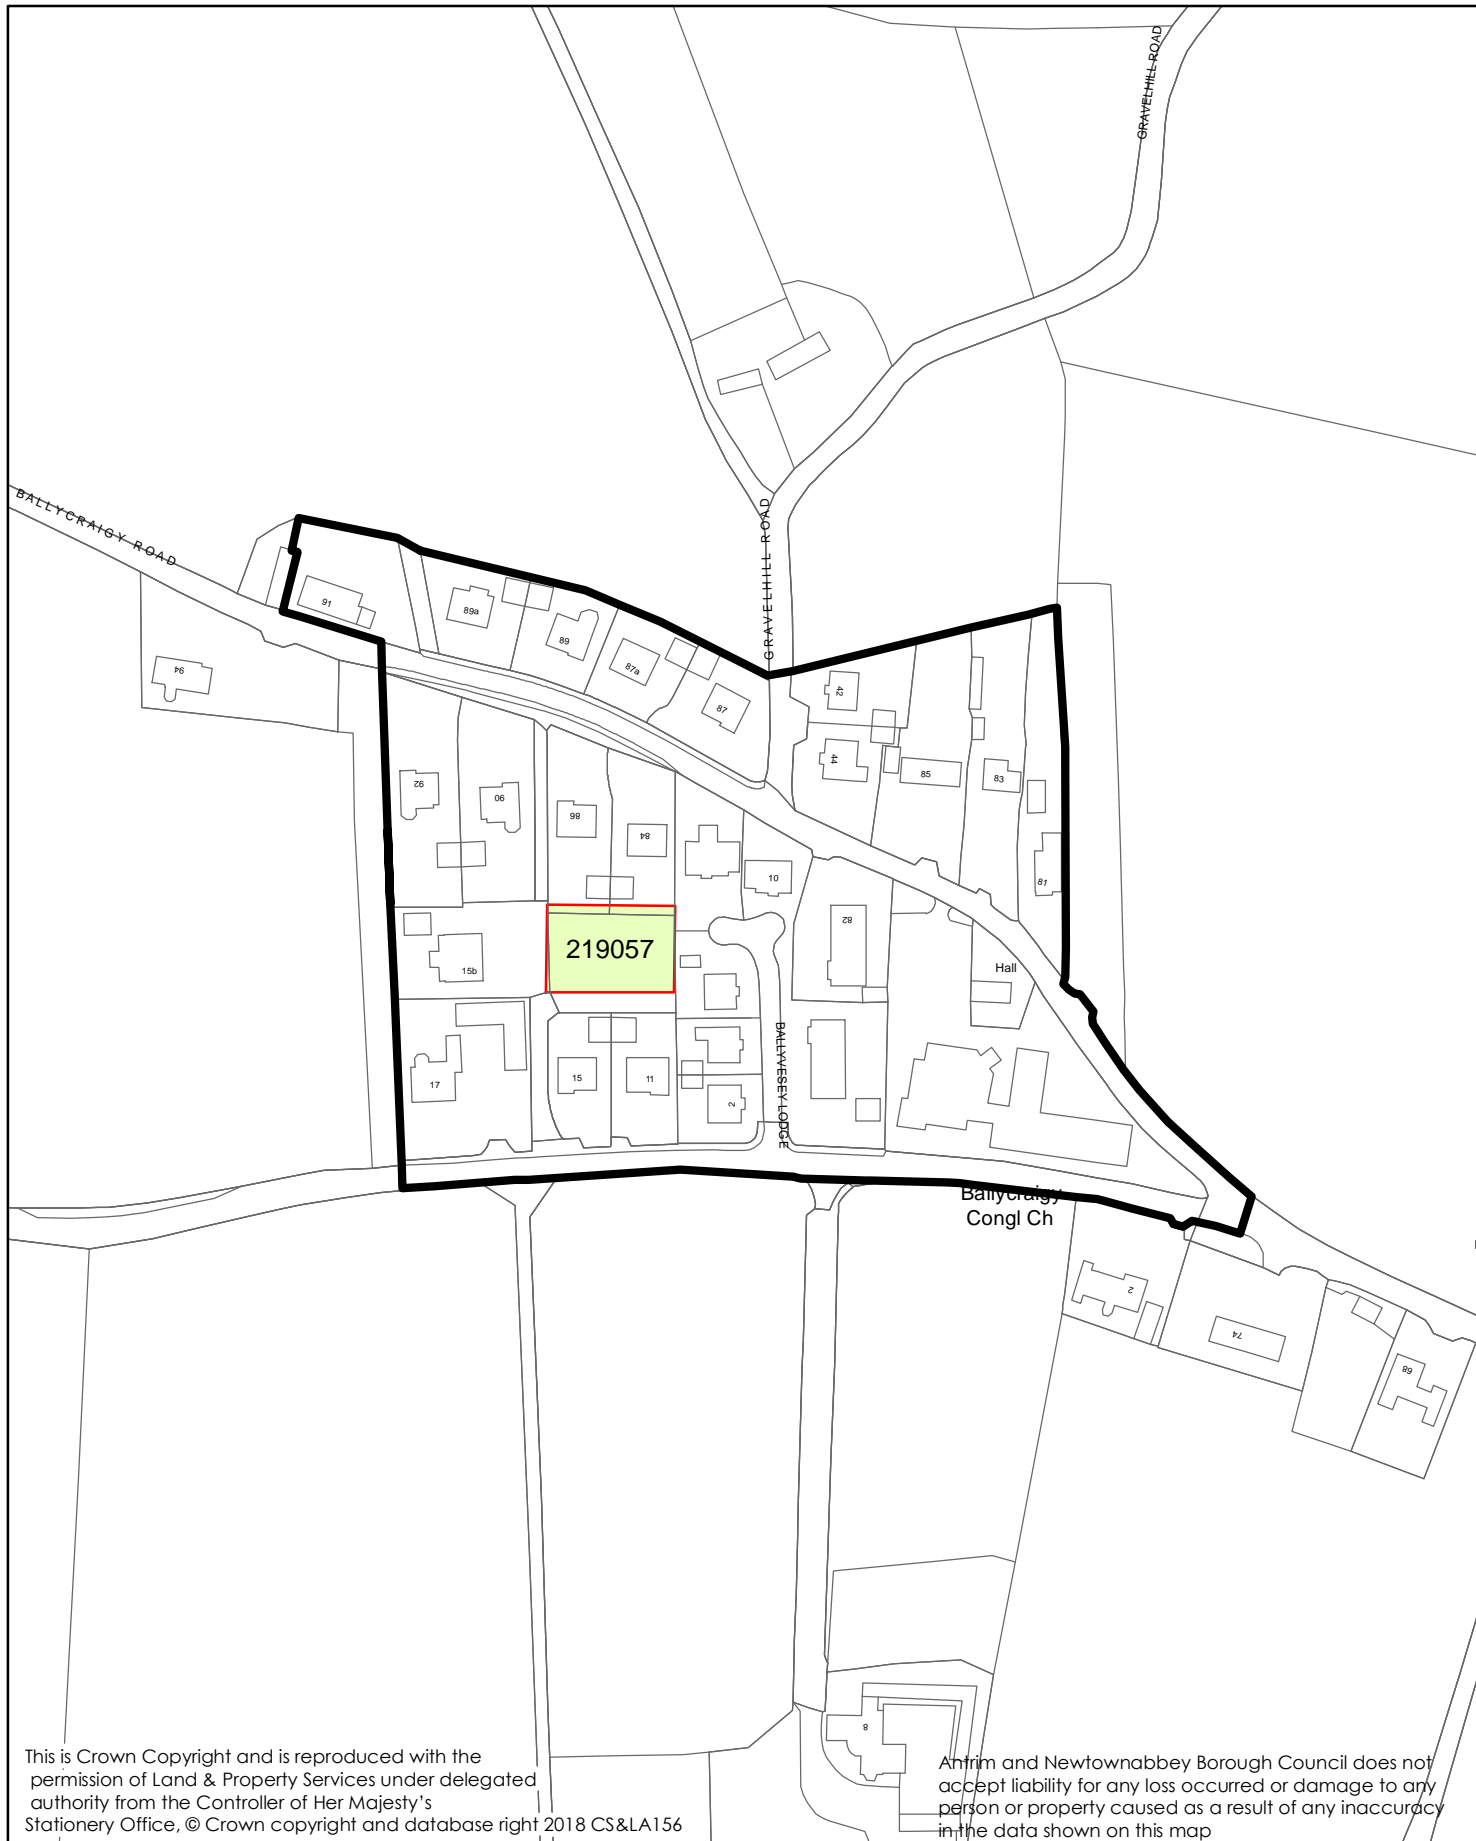 GRAVELHILL ROAD
BALLYCRAIGY ROAD
GRAVELHILL ROAD
91
89a
89
87a
87
94
42
44
85
83
81
92
90
86
84
10
82
Hall
219057
15b
17
15
11
2
BALLYVESEY LODGE
Ballycraigy
Congl Ch
2
74
68
8
This is Crown Copyright and is reproduced with the
permission of Land & Property Services under delegated
authority from the Controller of Her Majesty's
Stationery Office, © Crown copyright and database right 2018 CS&LA156
Antrim and Newtownabbey Borough Council does not
accept liability for any loss occurred or damage to any
person or property caused as a result of any inaccuracy
in the data shown on this map